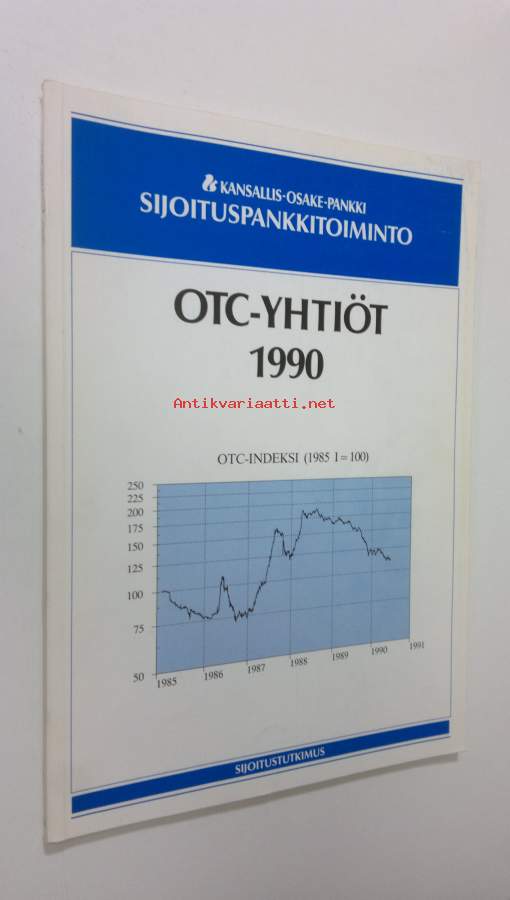 KANSALLIS-OSAKE-PANKKI
SIJOITUSPANKKITOIMINTO
OTC-YHTIÖT
1990
Antikvariaatti.net
OTC-INDEKSI (1985 1=100)
250
225
200
175
150
125
100
75
50
1985 1986 1987 1988 1989 1990 1991
SIJOITUSTUTKIMUS